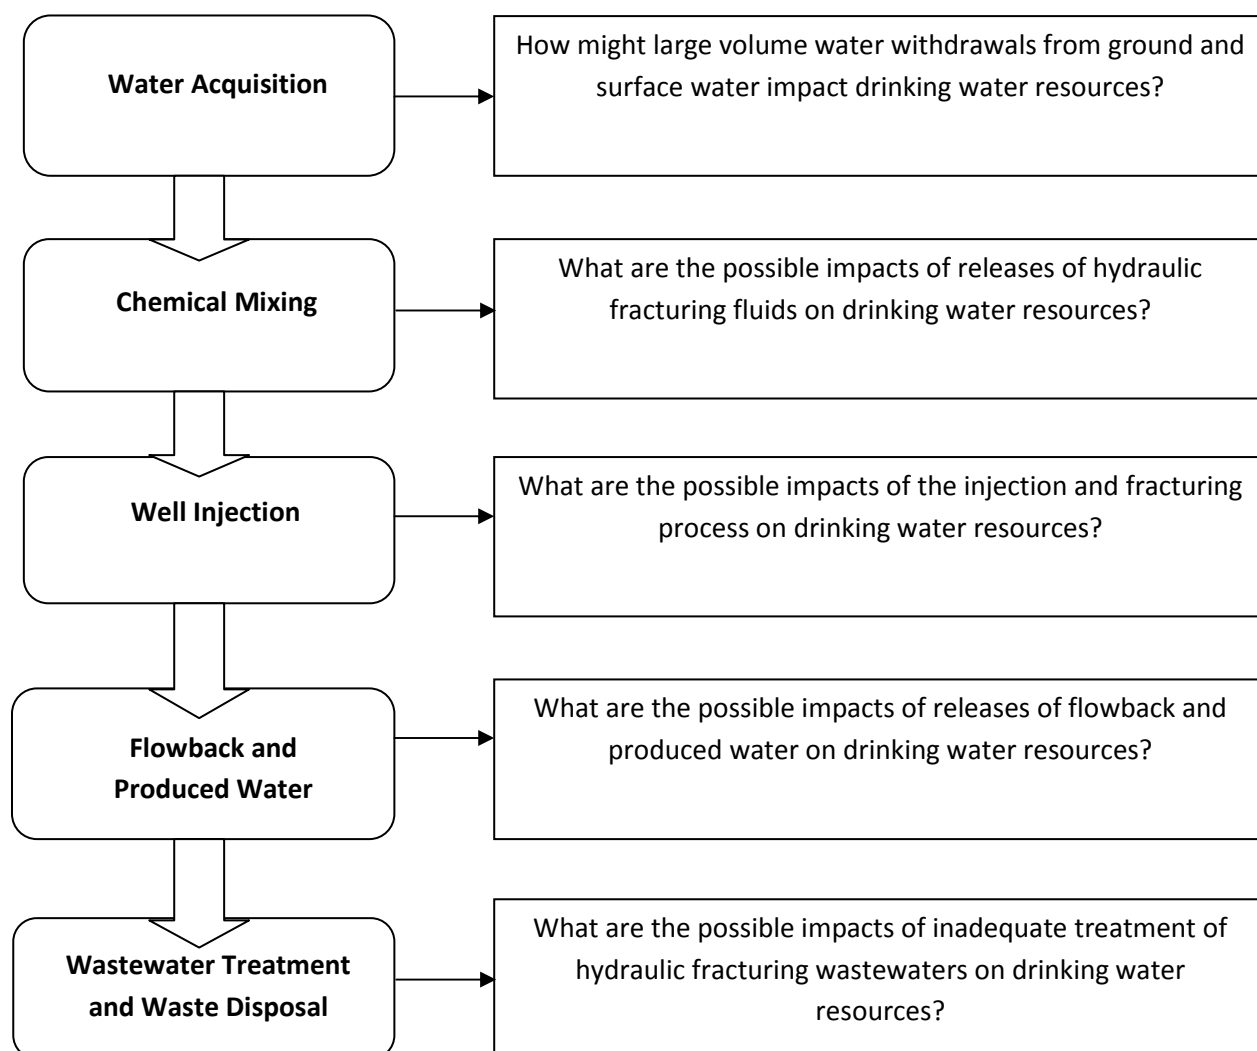 Water Acquisition
How might large volume water withdrawals from ground and
surface water impact drinking water resources?
Chemical Mixing
What are the possible impacts of releases of hydraulic
fracturing fluids on drinking water resources?
Well Injection
What are the possible impacts of the injection and fracturing
process on drinking water resources?
Flowback and
Produced Water
What are the possible impacts of releases of flowback and
produced water on drinking water resources?
Wastewater Treatment
and Waste Disposal
What are the possible impacts of inadequate treatment of
hydraulic fracturing wastewaters on drinking water
resources?